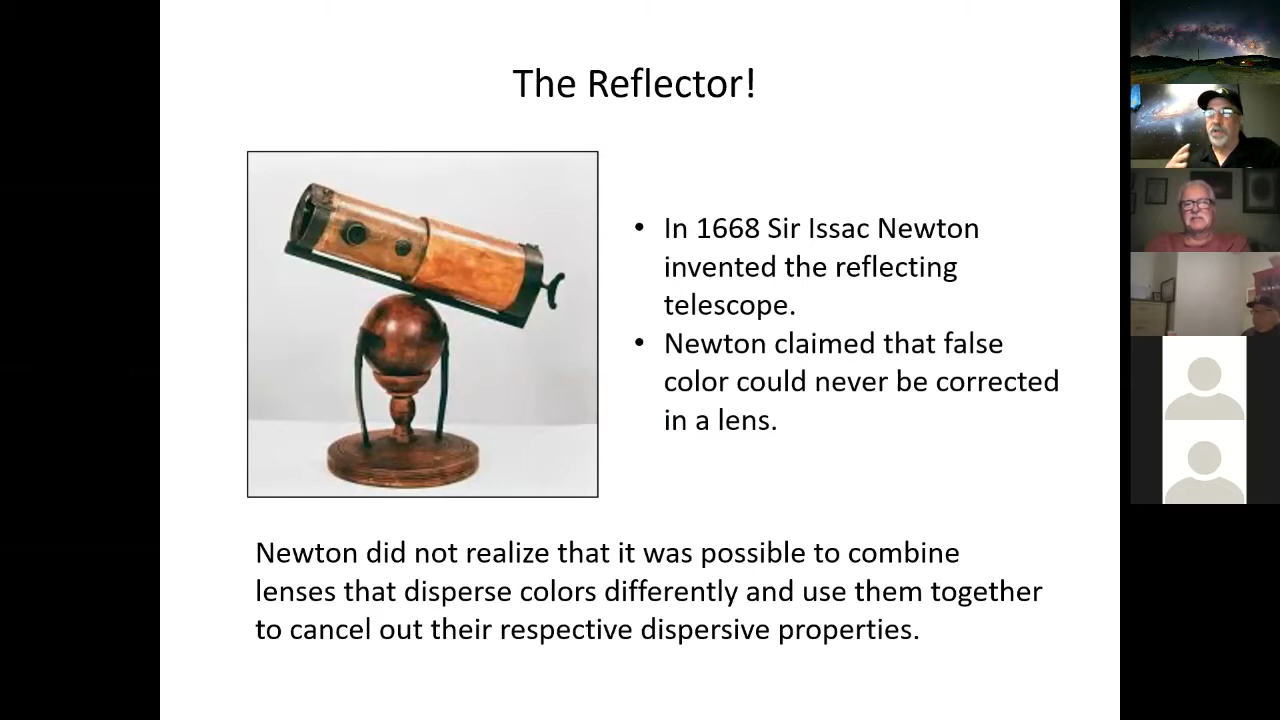 The Reflector!
• In 1668 Sir Issac Newton
invented the reflecting
telescope.
• Newton claimed that false
color could never be corrected
in a lens.
Newton did not realize that it was possible to combine
lenses that disperse colors differently and use them together
to cancel out their respective dispersive properties.